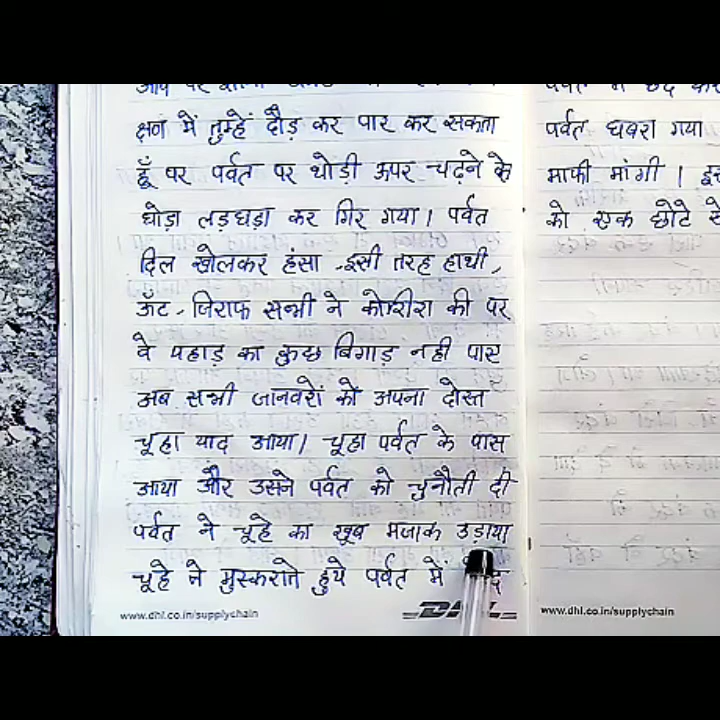 क्षण में तुम्हें दौड़ कर पार कर सकता
हूँ पर पर्वत पर थोड़ी ऊपर चढ़ने के
घोड़ा लड़घड़ा कर गिर गया। पर्वत
दिल खोलकर हंसा इसी तरह हाथी,
ऊँट, जिराफ सभी ने कोशिश की पर
वे पहाड़ का कुछ बिगाड़ नही पाए
अब सभी जानवरों को अपना दोस्त
चूहा याद आया। चूहा पर्वत के पास
आया और उसने पर्वत को चुनौती दी
पर्वत ने चूहे का खूब मजाक उड़ाया
चूहे ने मुस्कराते हुये पर्वत में
www.dhl.co.in/supplychain
DHL
पर्वत घबरा गया
माफी मांगी।
को एक छोटे से
www.dhl.co.in/supplychain